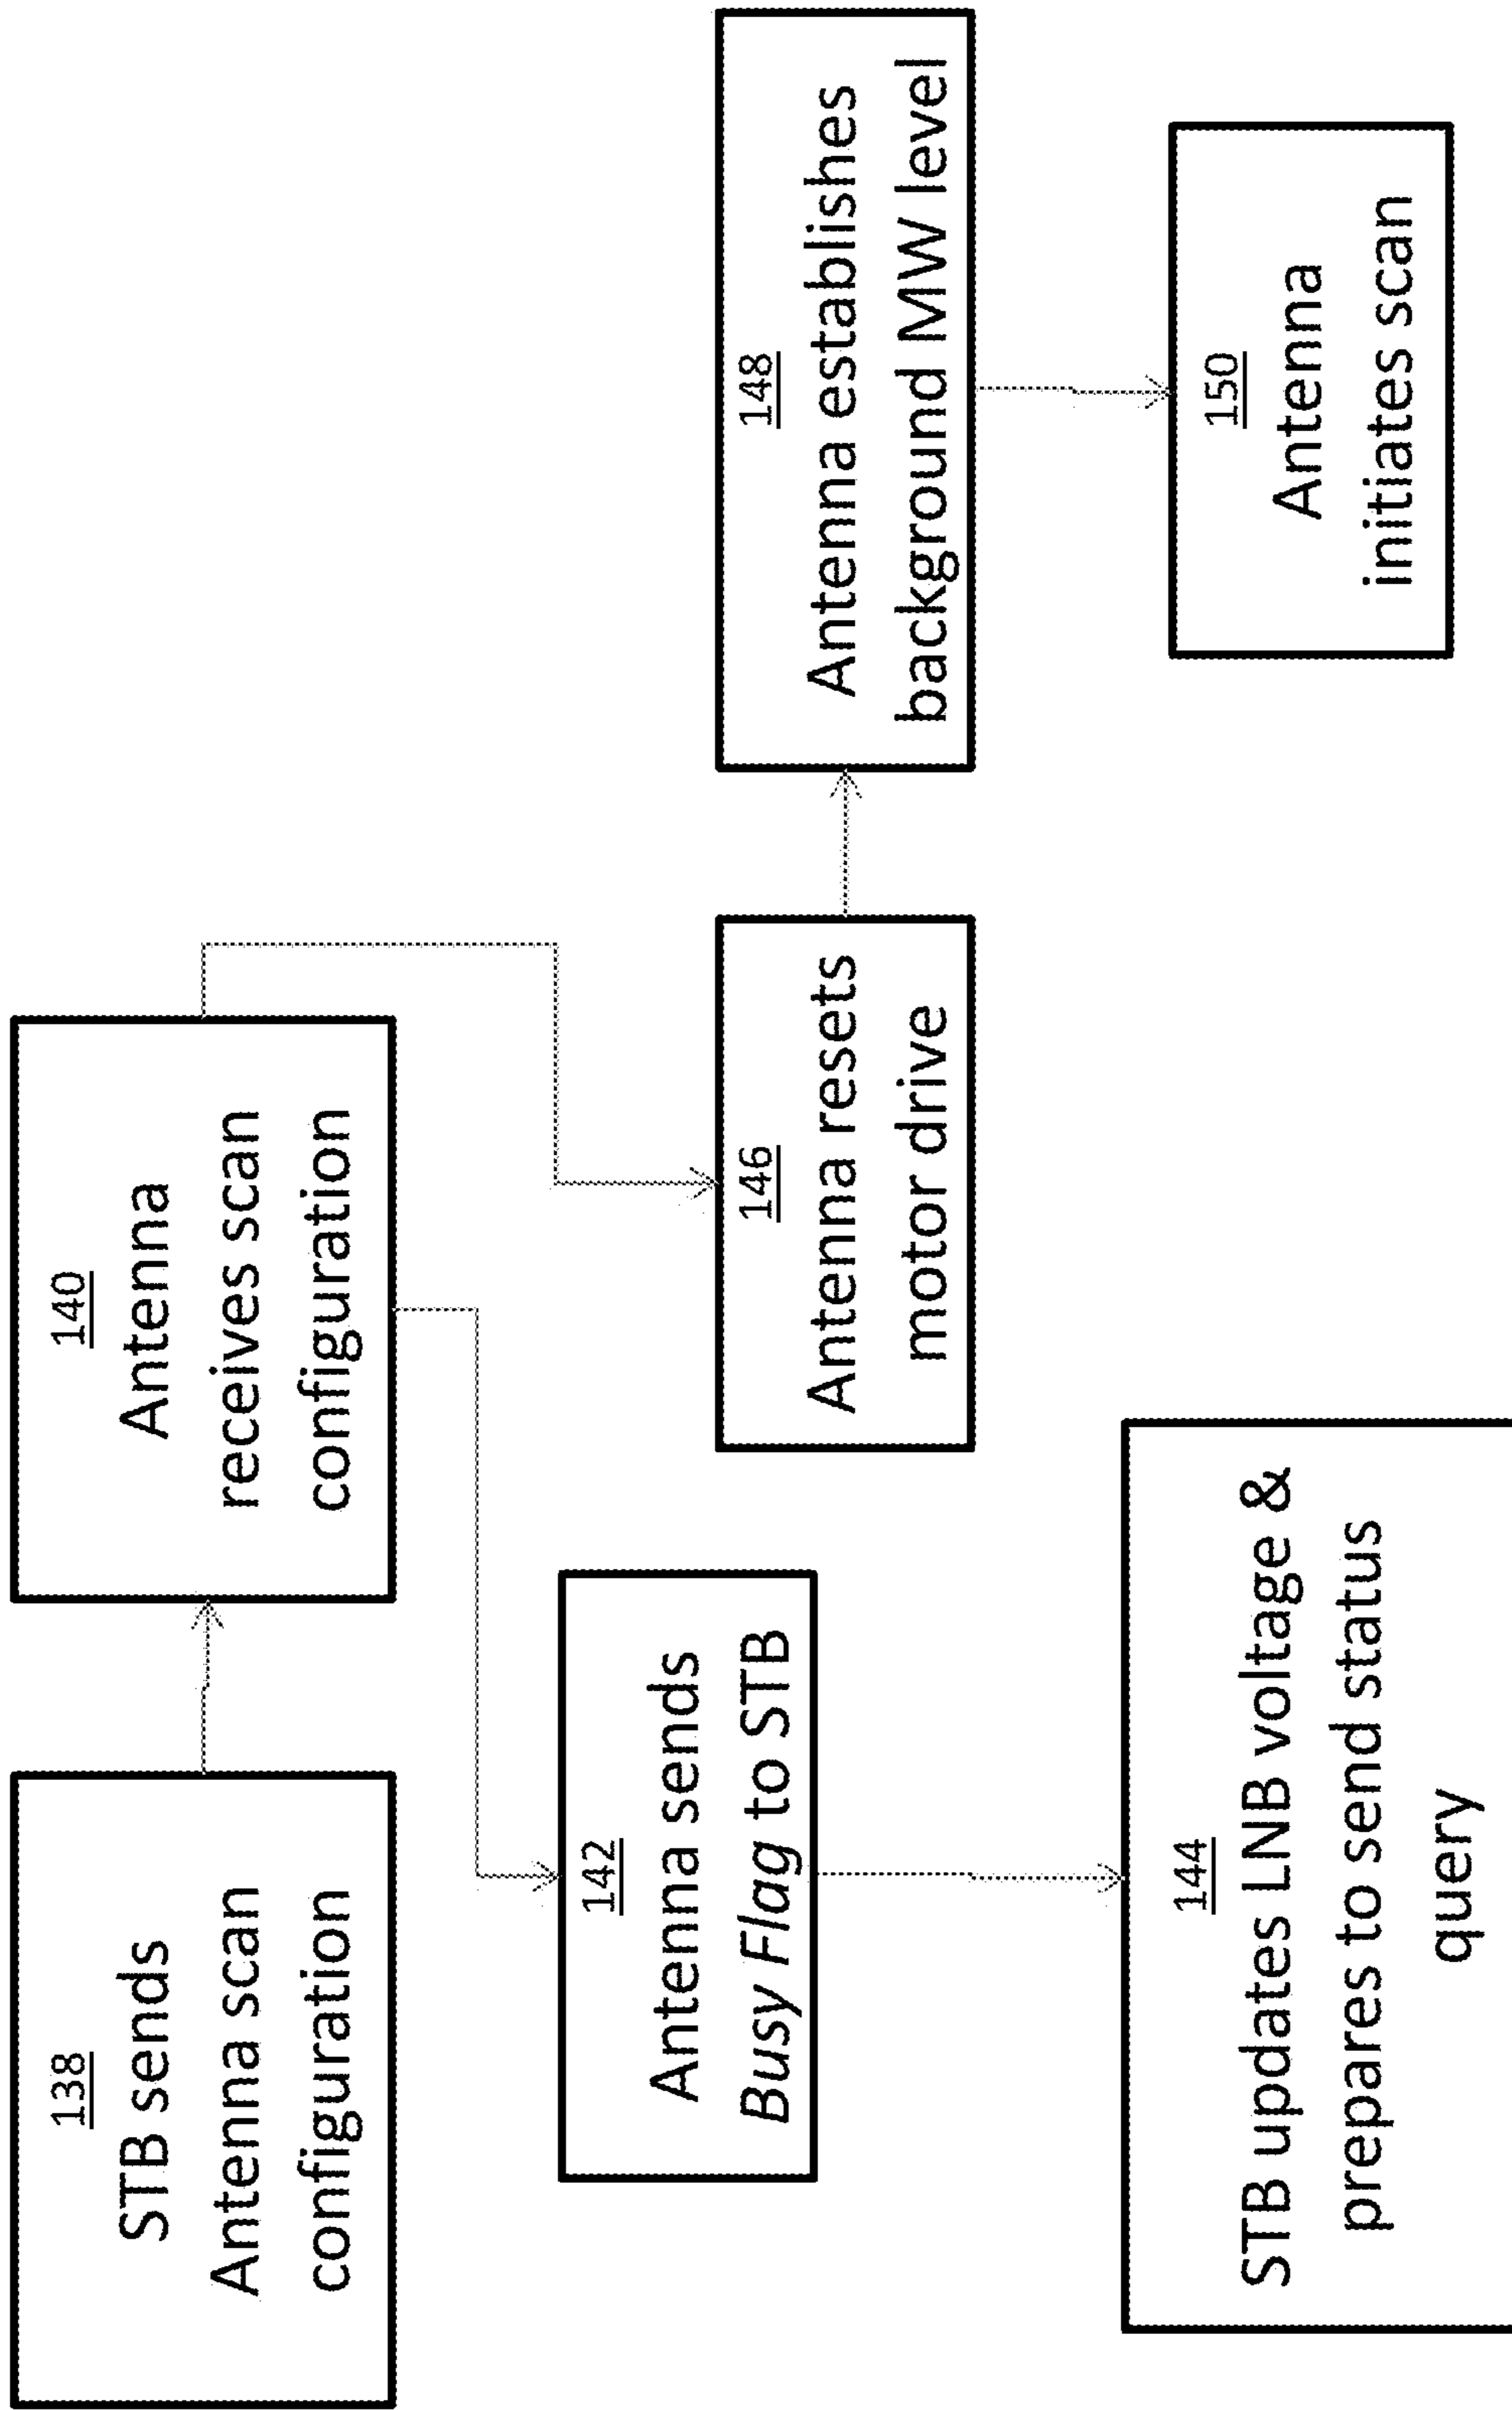 138
STB sends
Antenna scan
configuration
140
Antenna
receives scan
configuration
142
Antenna sends
Busy Flag to STB
144
STB updates LNB voltage &
prepares to send status
query
146
Antenna resets
motor drive
148
Antenna establishes
background MW level
150
Antenna
initiates scan